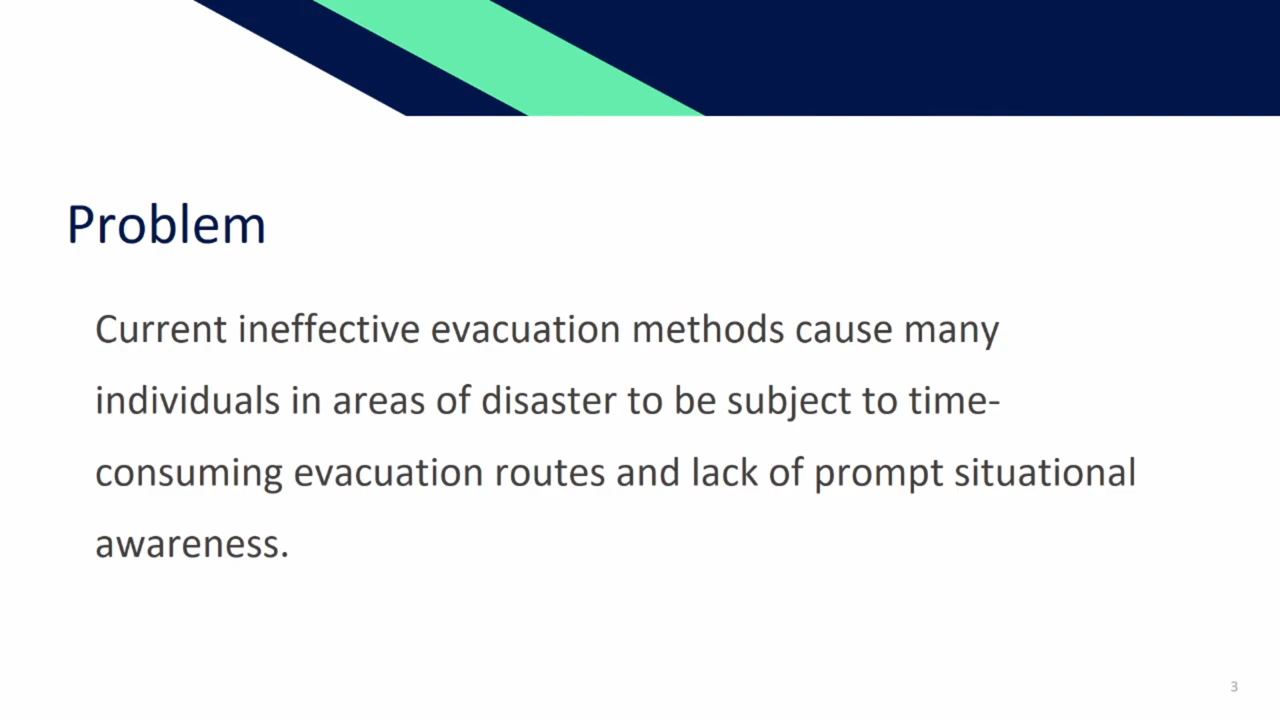 Problem
Current ineffective evacuation methods cause many
individuals in areas of disaster to be subject to time-
consuming evacuation routes and lack of prompt situational
awareness.
3